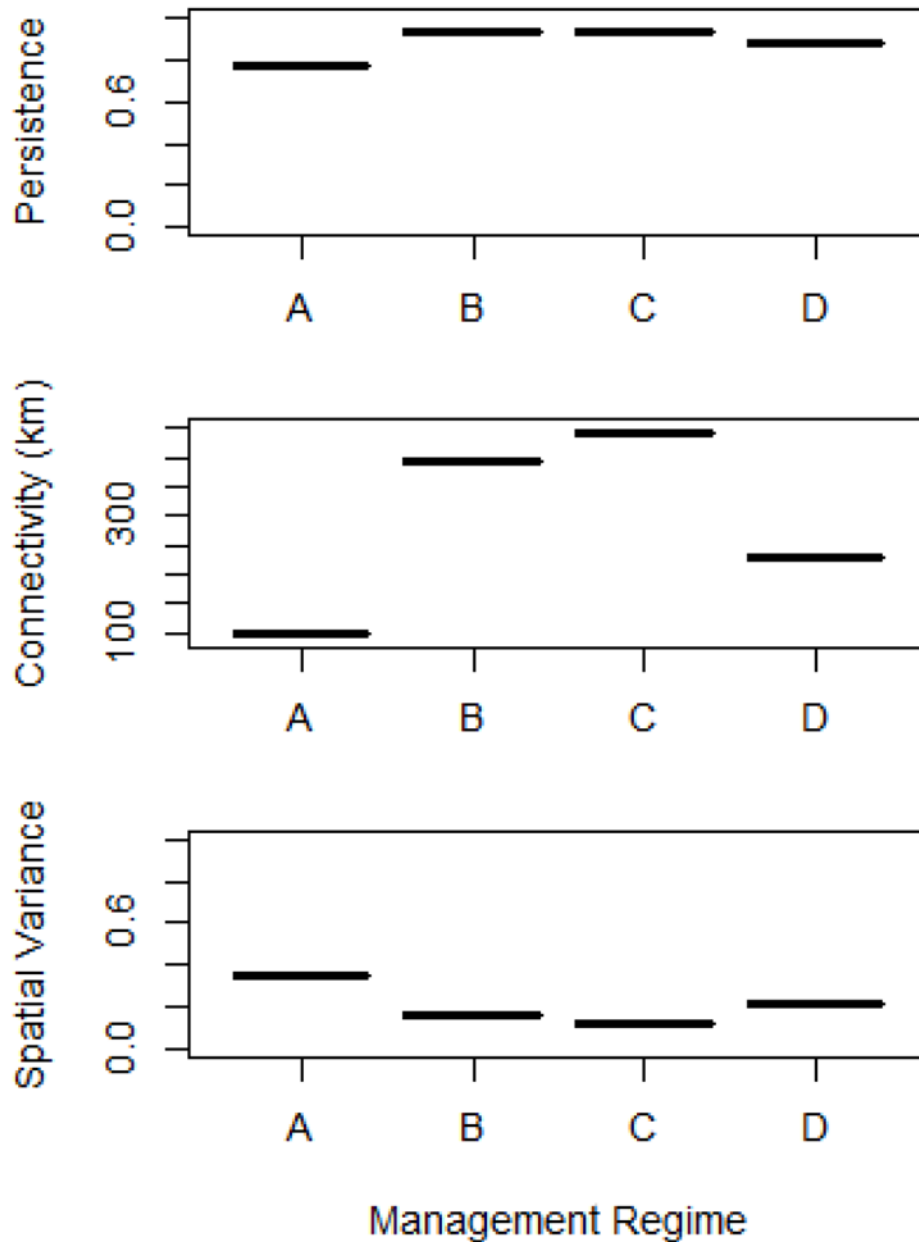 Persistence
0.6
0.0
A B C D
Connectivity (km)
300
100
A B C D
Spatial Variance
0.6
0.0
A B C D
Management Regime